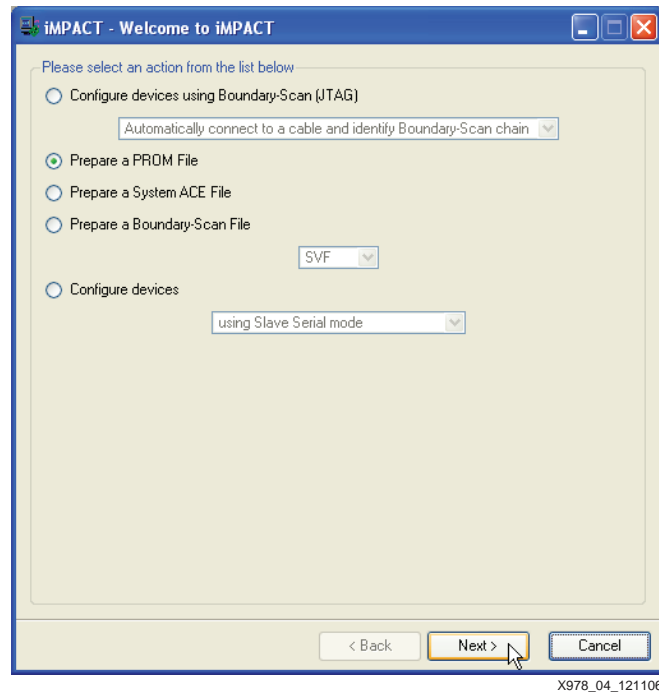 iMPACT - Welcome to iMPACT
Please select an action from the list below
Configure devices using Boundary-Scan (JTAG)
Automatically connect to a cable and identify Boundary-Scan chain
Prepare a PROM File
Prepare a System ACE File
Prepare a Boundary-Scan File
SVF
Configure devices
using Slave Serial mode
< Back Next > Cancel
X978_04_121106